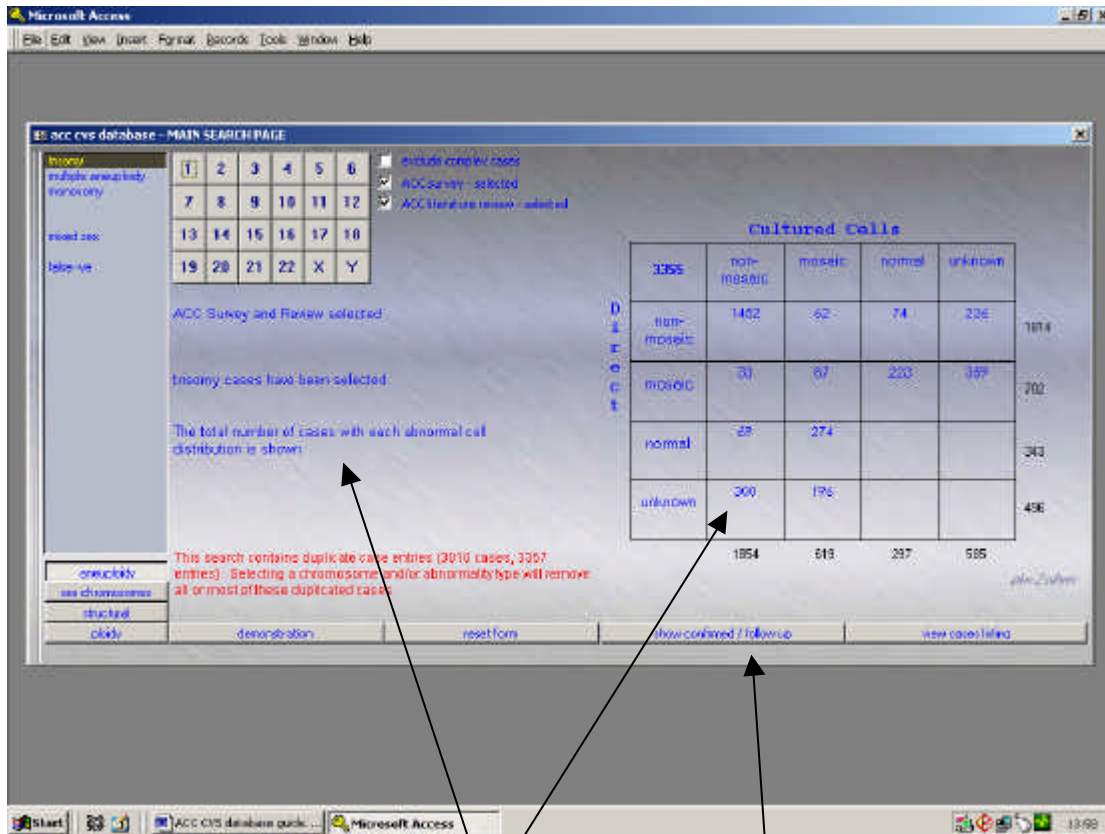 Microsoft Access
File Edit View Insert Format Records Tools Window Help
acc cvs database - MAIN SEARCH PAGE
trisomy
multiple aneuploidy
monosomy
mixed sex
false -ve
1 2 3 4 5 6
7 8 9 10 11 12
13 14 15 16 17 18
19 20 21 22 X Y
exclude complex cases
ACC survey - selected
ACC literature review - selected
ACC Survey and Review selected
trisomy cases have been selected
The total number of cases with each abnormal cell
distribution is shown
This search contains duplicate case entries (3010 cases, 3357
entries). Selecting a chromosome and/or abnormality type will remove
all or most of these duplicated cases
Cultured Cells
Direct
3355 non-mosaic mosaic normal unknown
non-mosaic 62 74 1814
mosaic 87 702
normal 69 274 343
unknown 300 196 496
1854 619 297 585
aneuploidy
sex chromosomes
structural
ploidy
demonstration reset form show confirmed / follow up view cases listing
Start ACC CVS database guide... Microsoft Access